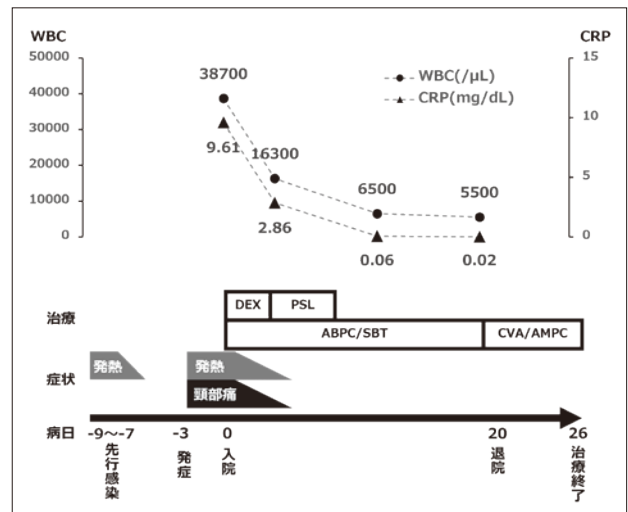 WBC
CRP
50000
40000
30000
20000
10000
0
15
10
5
0
WBC(/μL)
CRP(mg/dL)
38700
16300
6500
5500
9.61
2.86
0.06
0.02
治療
DEX
PSL
ABPC/SBT
CVA/AMPC
症状
発熱
発熱
頸部痛
病日
-9〜-7
-3
0
20
26
先行感染
発症
入院
退院
治療終了